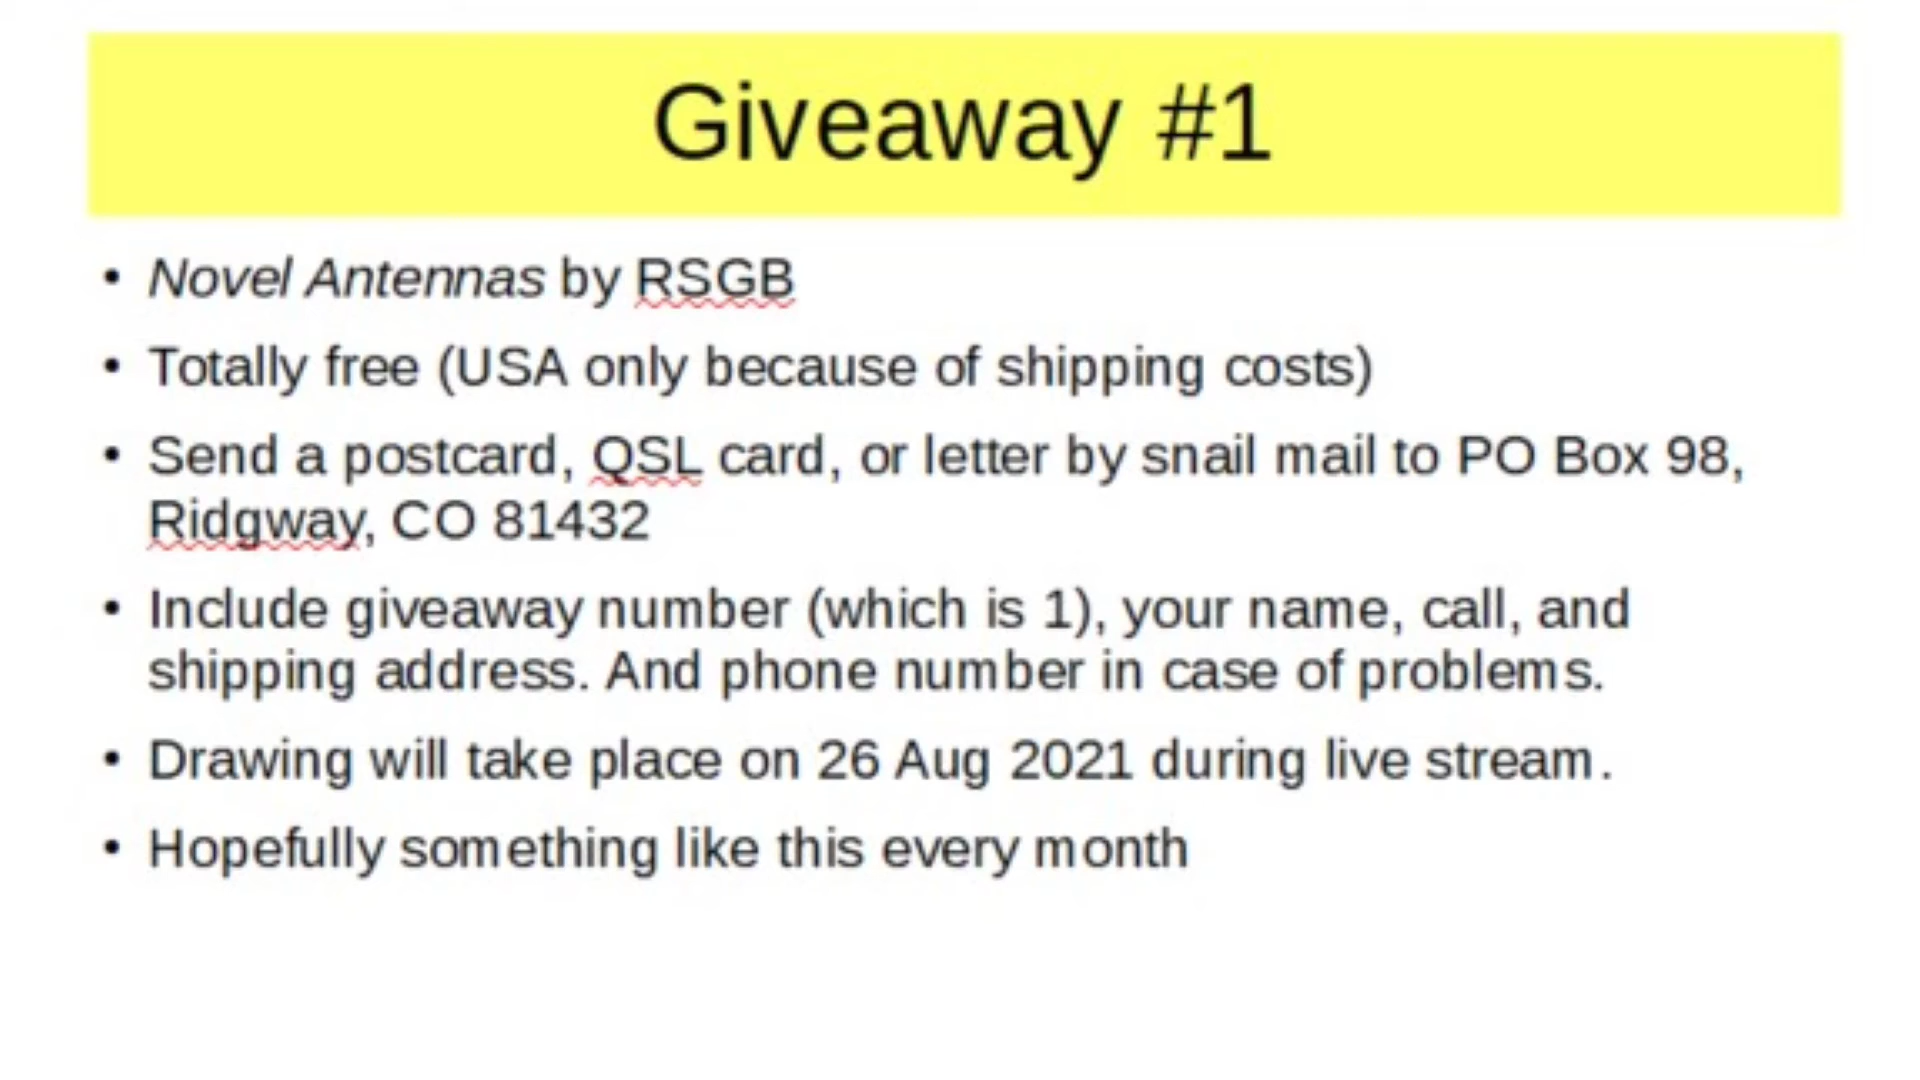 Giveaway #1
• Novel Antennas by RSGB
• Totally free (USA only because of shipping costs)
• Send a postcard, QSL card, or letter by snail mail to PO Box 98,
Ridgway, CO 81432
• Include giveaway number (which is 1), your name, call, and
shipping address. And phone number in case of problems.
• Drawing will take place on 26 Aug 2021 during live stream.
• Hopefully something like this every month